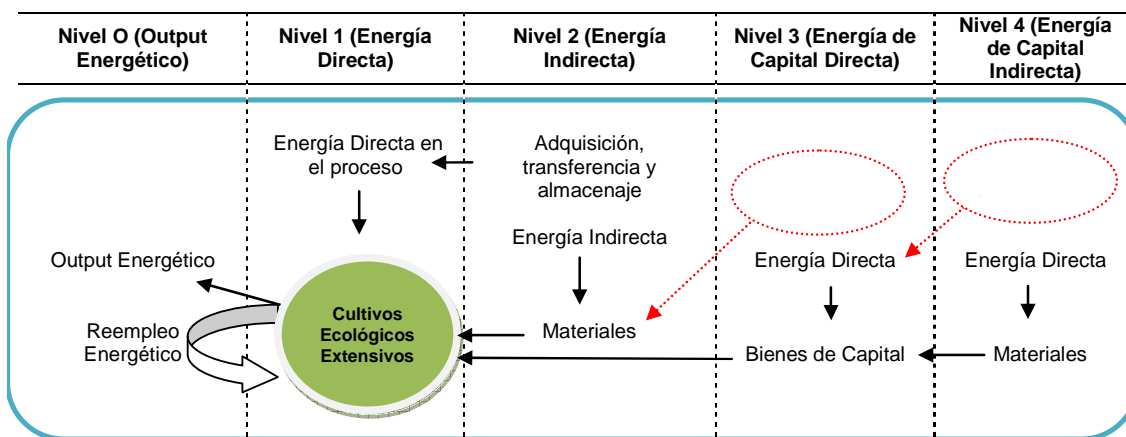 Nivel O (Output
Energético)
Nivel 1 (Energía
Directa)
Nivel 2 (Energía
Indirecta)
Nivel 3 (Energía de
Capital Directa)
Nivel 4 (Energía
de Capital
Indirecta)
Energía Directa en
el proceso
Adquisición,
transferencia y
almacenaje
Energía Indirecta
Output Energético
Energía Directa
Energía Directa
Reempleo
Energético
Cultivos
Ecológicos
Extensivos
Materiales
Bienes de Capital
Materiales